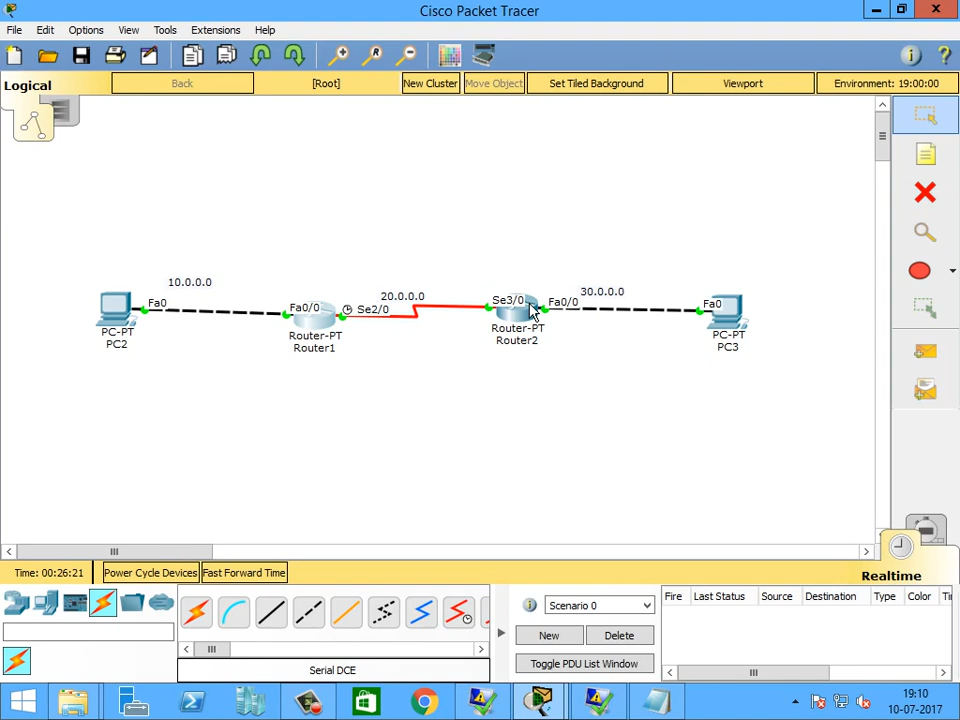 Cisco Packet Tracer
File Edit Options View Tools Extensions Help
Logical
Back
[Root]
New Cluster
Move Object
Set Tiled Background
Viewport
Environment: 19:00:00
10.0.0.0
Fa0
PC-PT
PC2
Fa0/0
Router-PT
Router1
Se2/0
20.0.0.0
Se3/0
Router-PT
Router2
Fa0/0
30.0.0.0
Fa0
PC-PT
PC3
Time: 00:26:21
Power Cycle Devices
Fast Forward Time
Realtime
Scenario 0
New
Delete
Toggle PDU List Window
Fire Last Status Source Destination Type Color
Serial DCE
19:10
10-07-2017